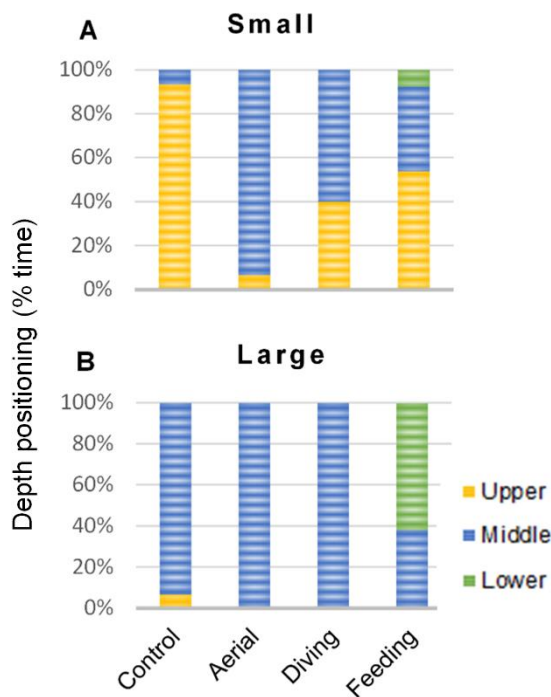 A
Small
100%
80%
60%
40%
20%
0%
B
Large
100%
80%
60%
40%
20%
0%
Depth positioning (% time)
Control
Aerial
Diving
Feeding
Upper
Middle
Lower